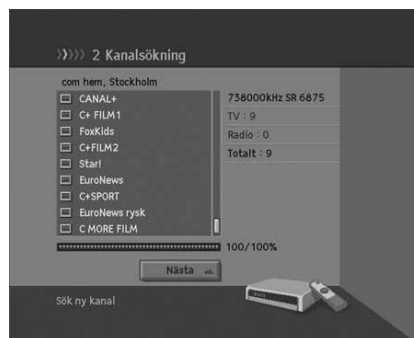 2 Kanalsökning
com hem, Stockholm
CANAL+
C+ FILM1
FoxKids
C+FILM2
Star!
EuroNews
C+SPORT
EuroNews rysk
C MORE FILM
738000kHz SR 6875
TV : 9
Radio : 0
Totalt : 9
100/100%
Nästa
Sök ny kanal